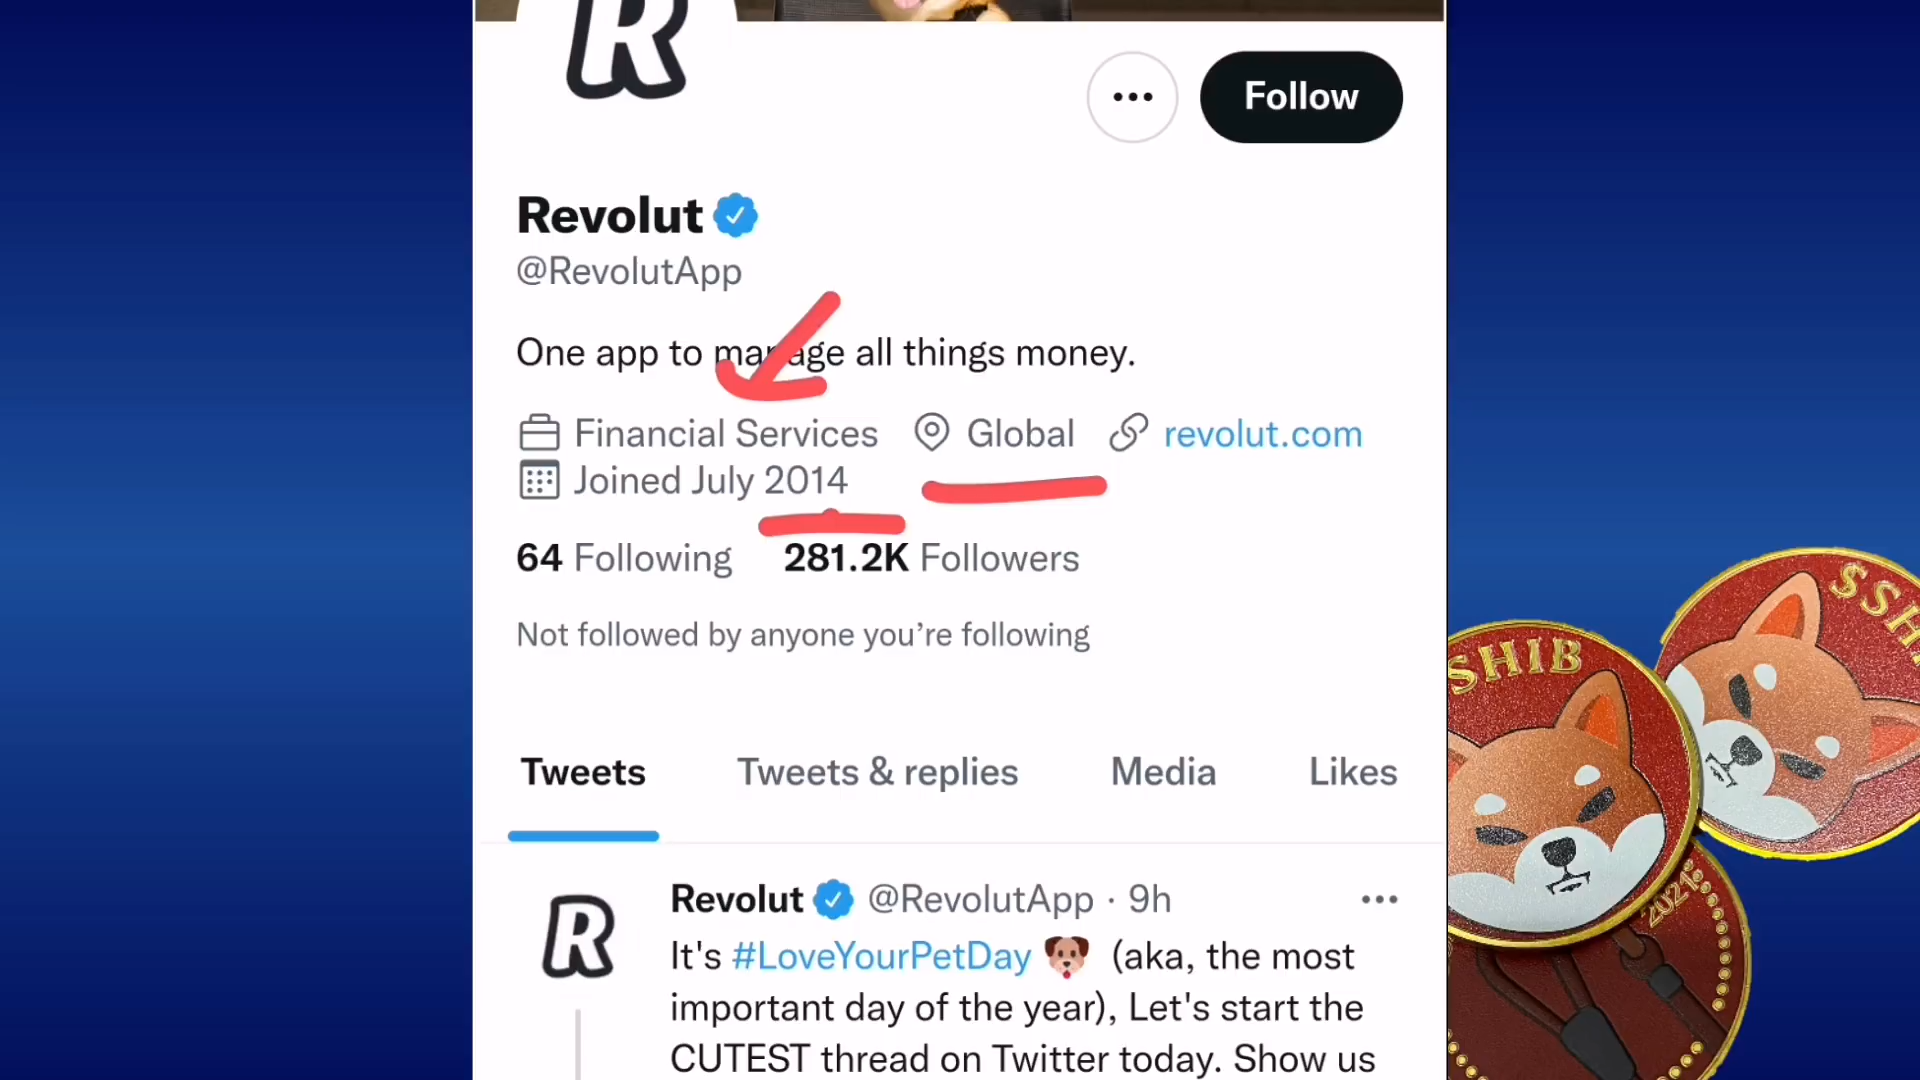 R
Follow
Revolut
@RevolutApp
One app to manage all things money.
Financial Services Global revolut.com
Joined July 2014
64 Following 281.2K Followers
Not followed by anyone you're following
Tweets Tweets & replies Media Likes
R
Revolut @RevolutApp · 9h
It's #LoveYourPetDay (aka, the most
important day of the year), Let's start the
CUTEST thread on Twitter today. Show us
SHIB
SSH
2021